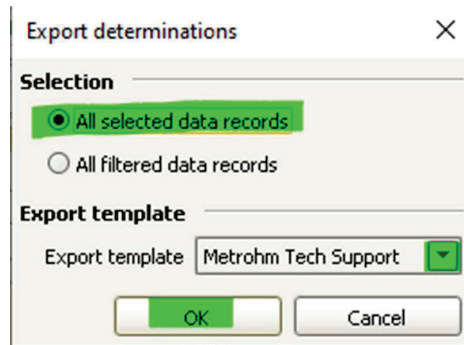 Export determinations
Selection
All selected data records
All filtered data records
Export template
Export template Metrohm Tech Support
OK Cancel